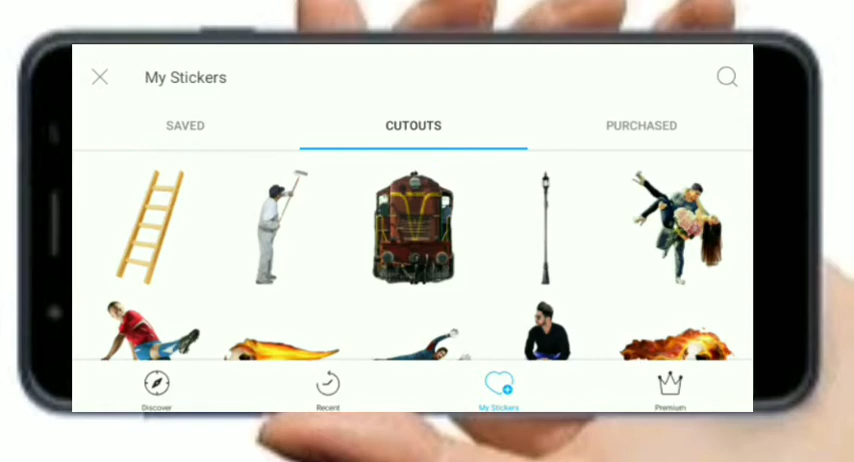 My Stickers
SAVED
CUTOUTS
PURCHASED
Discover
Recent
My Stickers
Premium